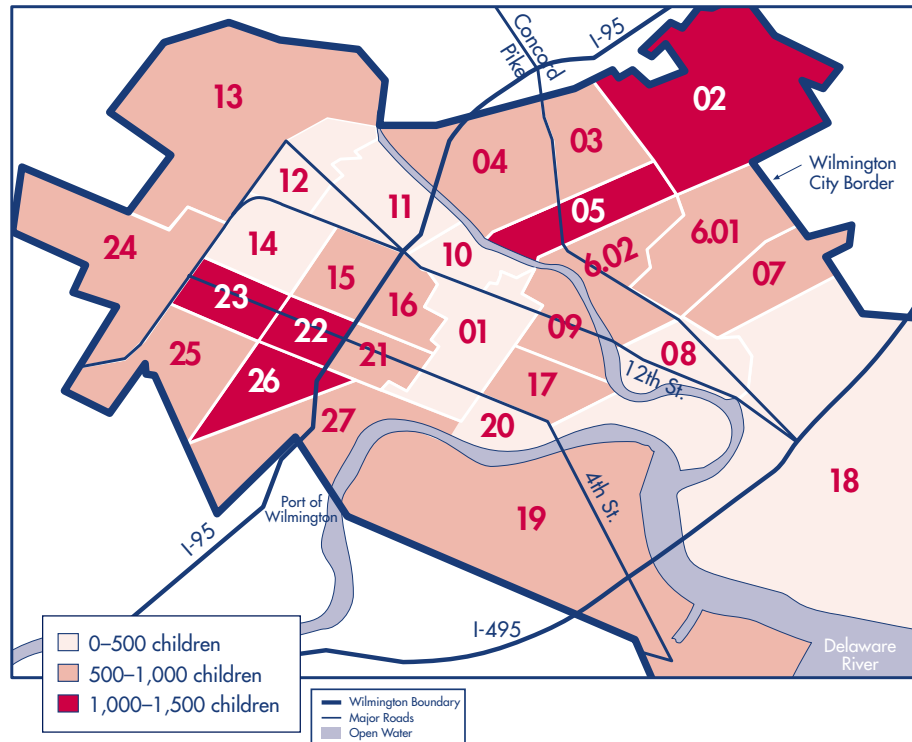 I-95
Concord
Pike
02
13
03
04
Wilmington
City Border
12
05
11
6.01
24
10
6.02
14
07
15
23
16
09
22
01
08
25
21
12th St.
26
17
27
20
18
4th St.
19
Port of
Wilmington
I-95
I-495
Delaware
River
0–500 children
500–1,000 children
1,000–1,500 children
Wilmington Boundary
Major Roads
Open Water